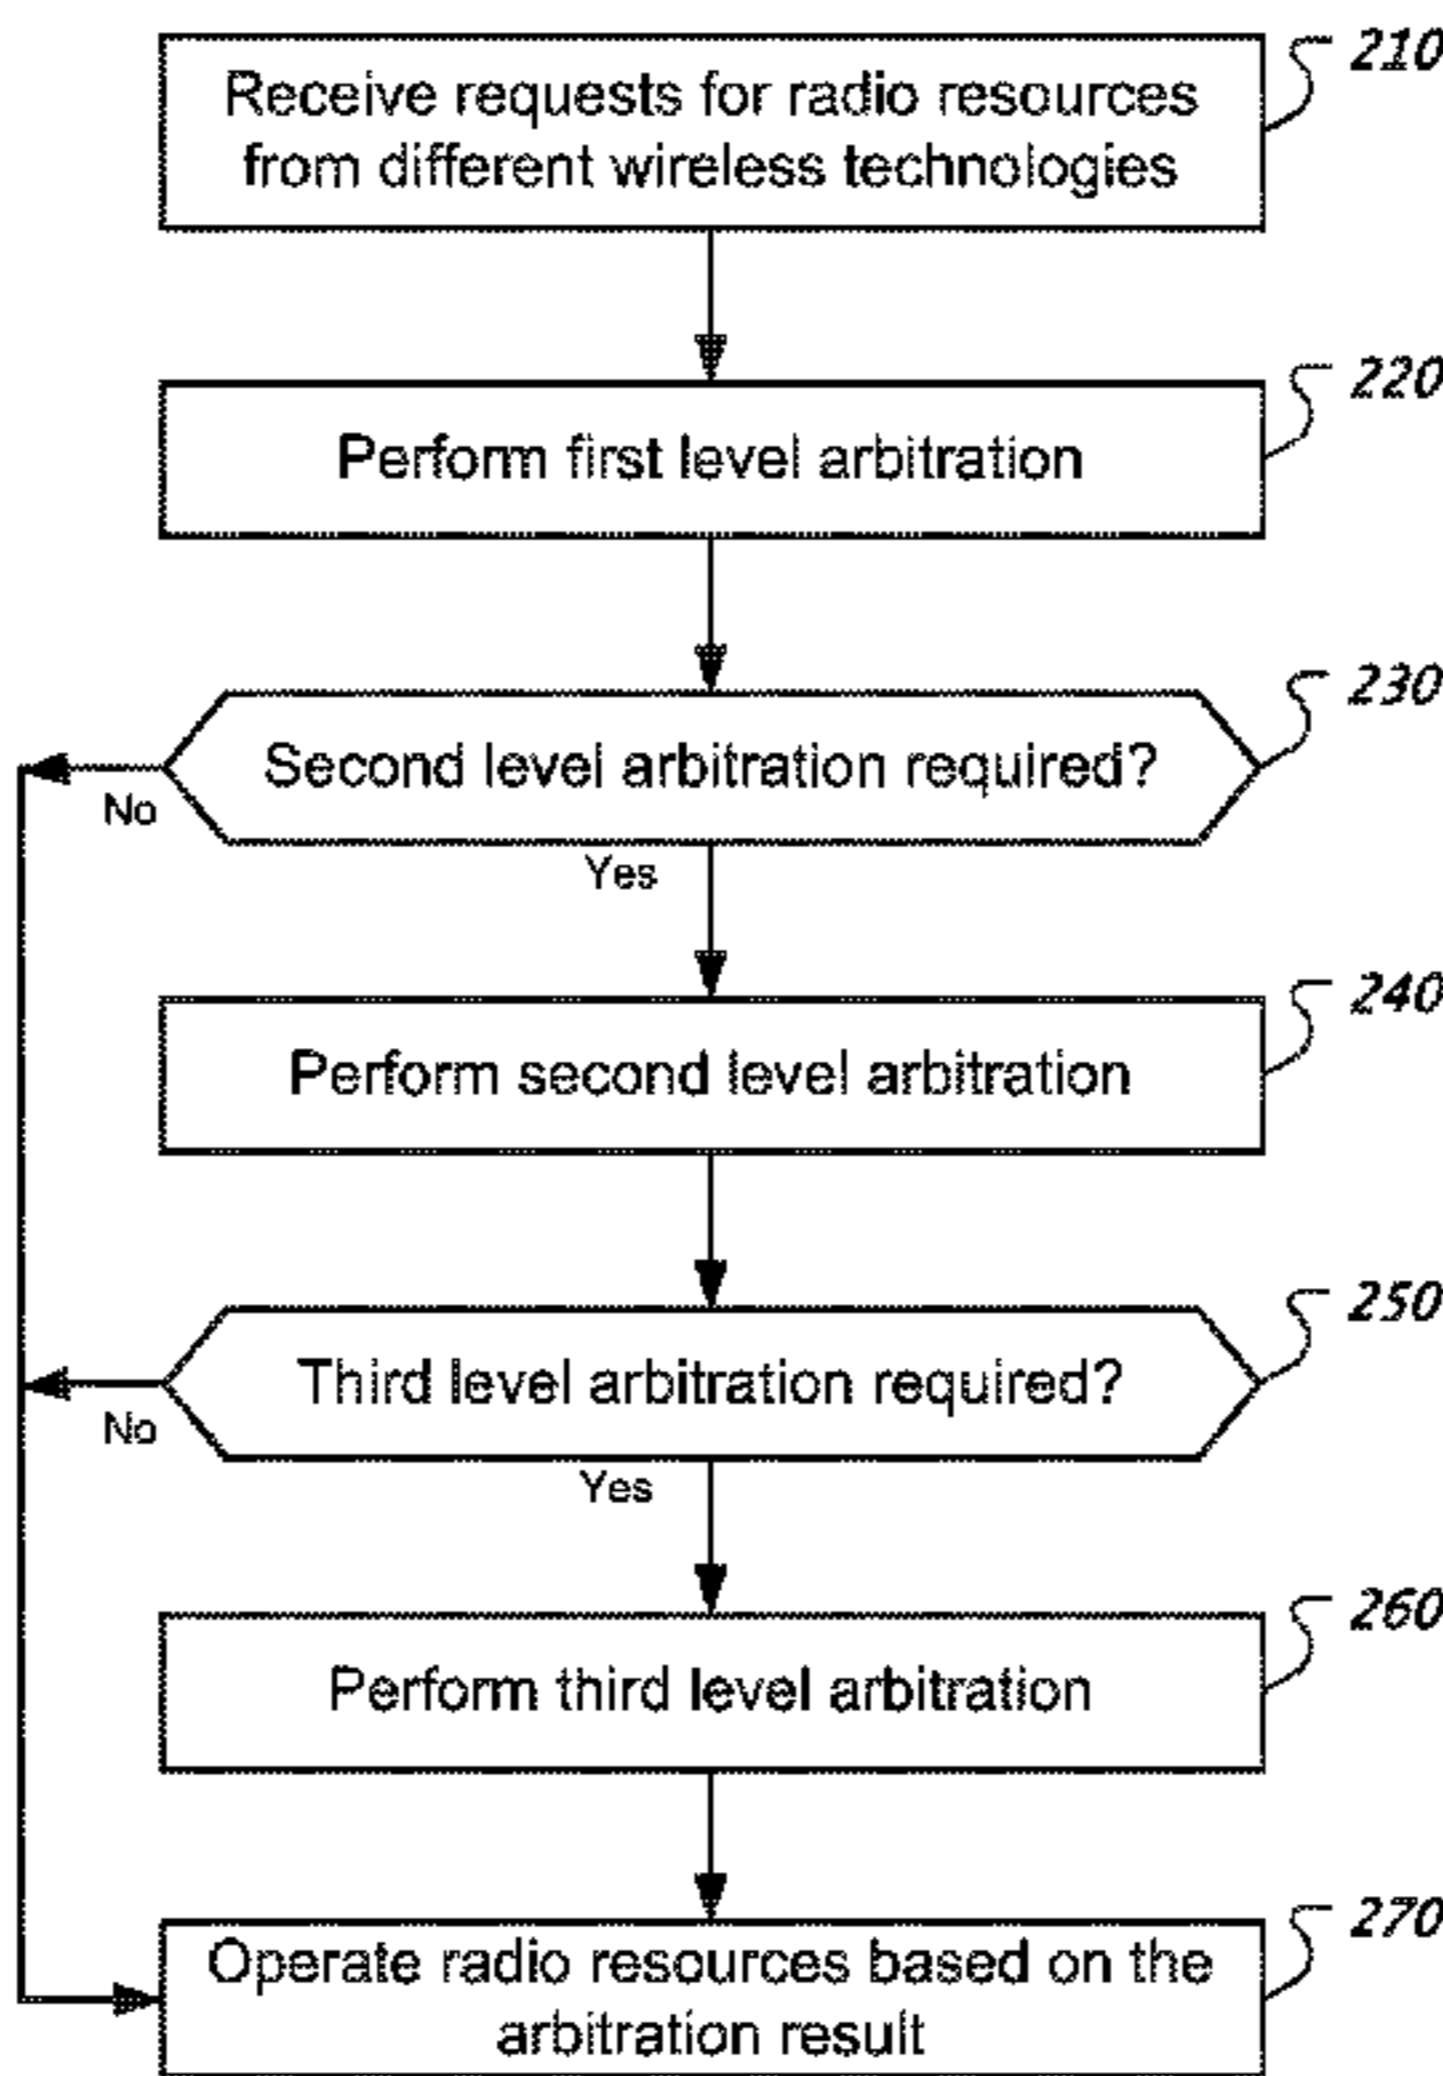 210
Receive requests for radio resources
from different wireless technologies
220
Perform first level arbitration
230
Second level arbitration required?
No
Yes
240
Perform second level arbitration
250
Third level arbitration required?
No
Yes
260
Perform third level arbitration
270
Operate radio resources based on the
arbitration result